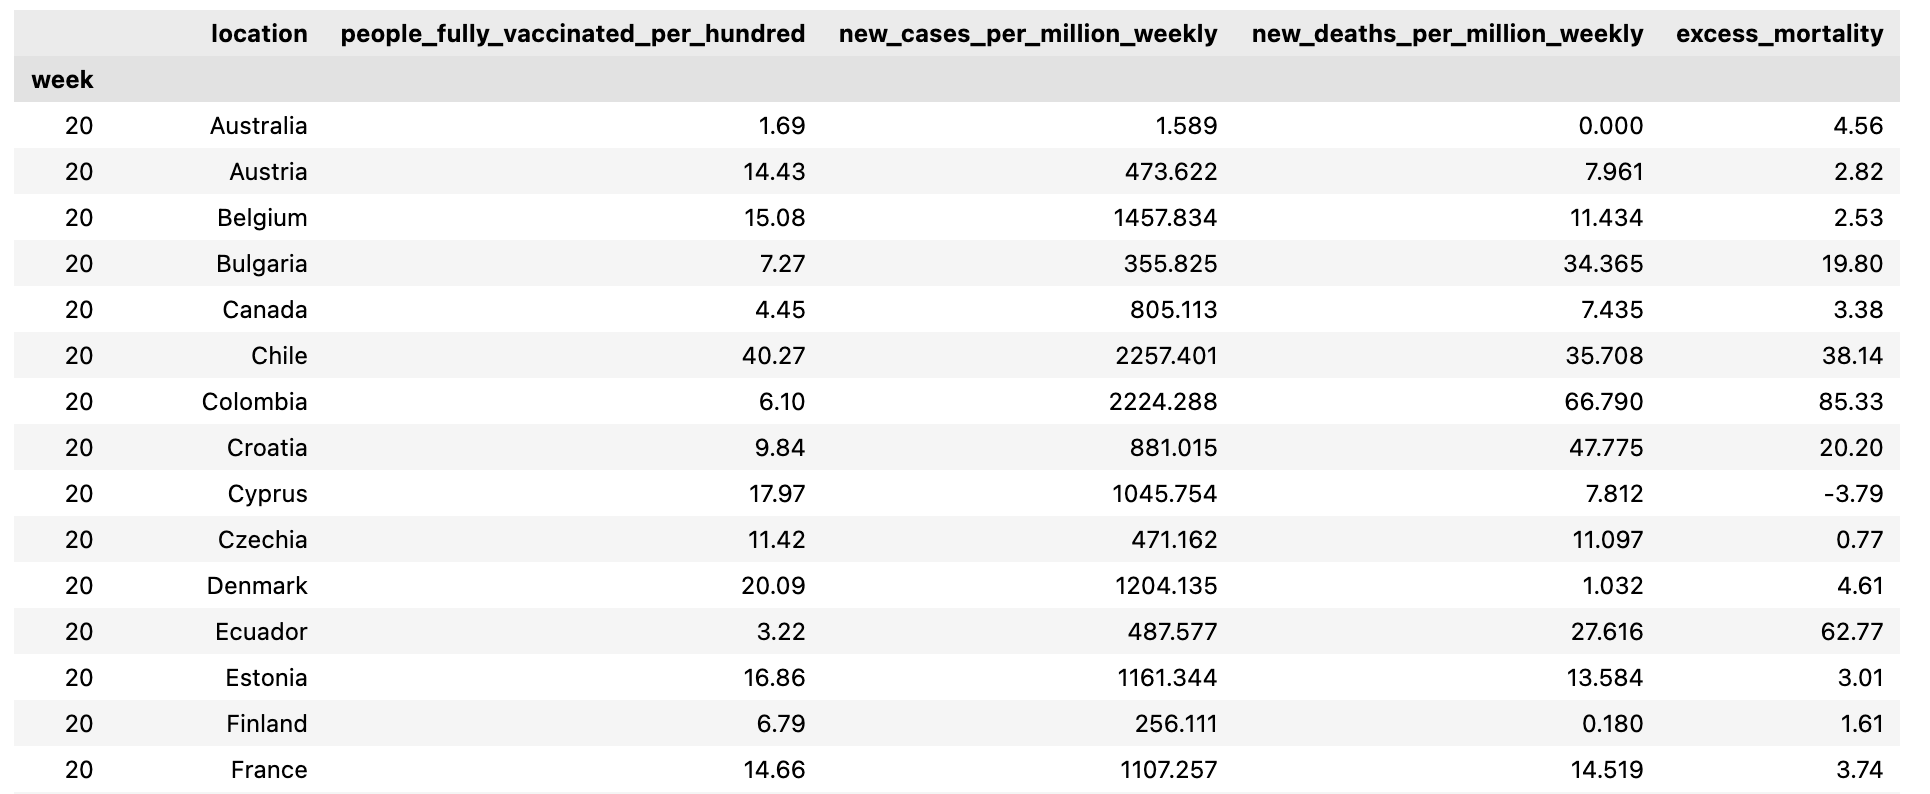 location people_fully_vaccinated_per_hundred new_cases_per_million_weekly new_deaths_per_million_weekly excess_mortality
week
20 Australia 1.69 1.589 0.000 4.56
20 Austria 14.43 473.622 7.961 2.82
20 Belgium 15.08 1457.834 11.434 2.53
20 Bulgaria 7.27 355.825 34.365 19.80
20 Canada 4.45 805.113 7.435 3.38
20 Chile 40.27 2257.401 35.708 38.14
20 Colombia 6.10 2224.288 66.790 85.33
20 Croatia 9.84 881.015 47.775 20.20
20 Cyprus 17.97 1045.754 7.812 -3.79
20 Czechia 11.42 471.162 11.097 0.77
20 Denmark 20.09 1204.135 1.032 4.61
20 Ecuador 3.22 487.577 27.616 62.77
20 Estonia 16.86 1161.344 13.584 3.01
20 Finland 6.79 256.111 0.180 1.61
20 France 14.66 1107.257 14.519 3.74